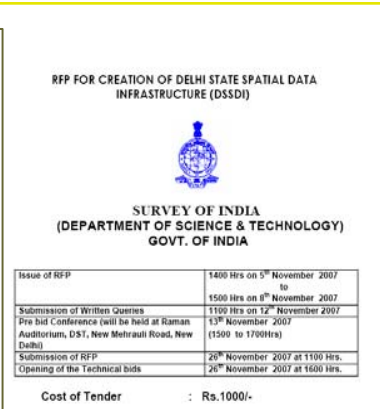 RFP FOR CREATION OF DELHI STATE SPATIAL DATA
INFRASTRUCTURE (DSSDI)
SURVEY OF INDIA
(DEPARTMENT OF SCIENCE & TECHNOLOGY)
GOVT. OF INDIA
Issue of RFP 1400 Hrs on 5th November 2007
to
1500 Hrs on 8th November 2007
Submission of Written Queries 1100 Hrs on 12th November 2007
Pre bid Conference (will be held at Raman 13th November 2007
Auditorium, DST, New Mehrauli Road, New (1500 to 1700Hrs)
Delhi)
Submission of RFP 26th November 2007 at 1100 Hrs.
Opening of the Technical bids 26th November 2007 at 1600 Hrs.
Cost of Tender : Rs.1000/-